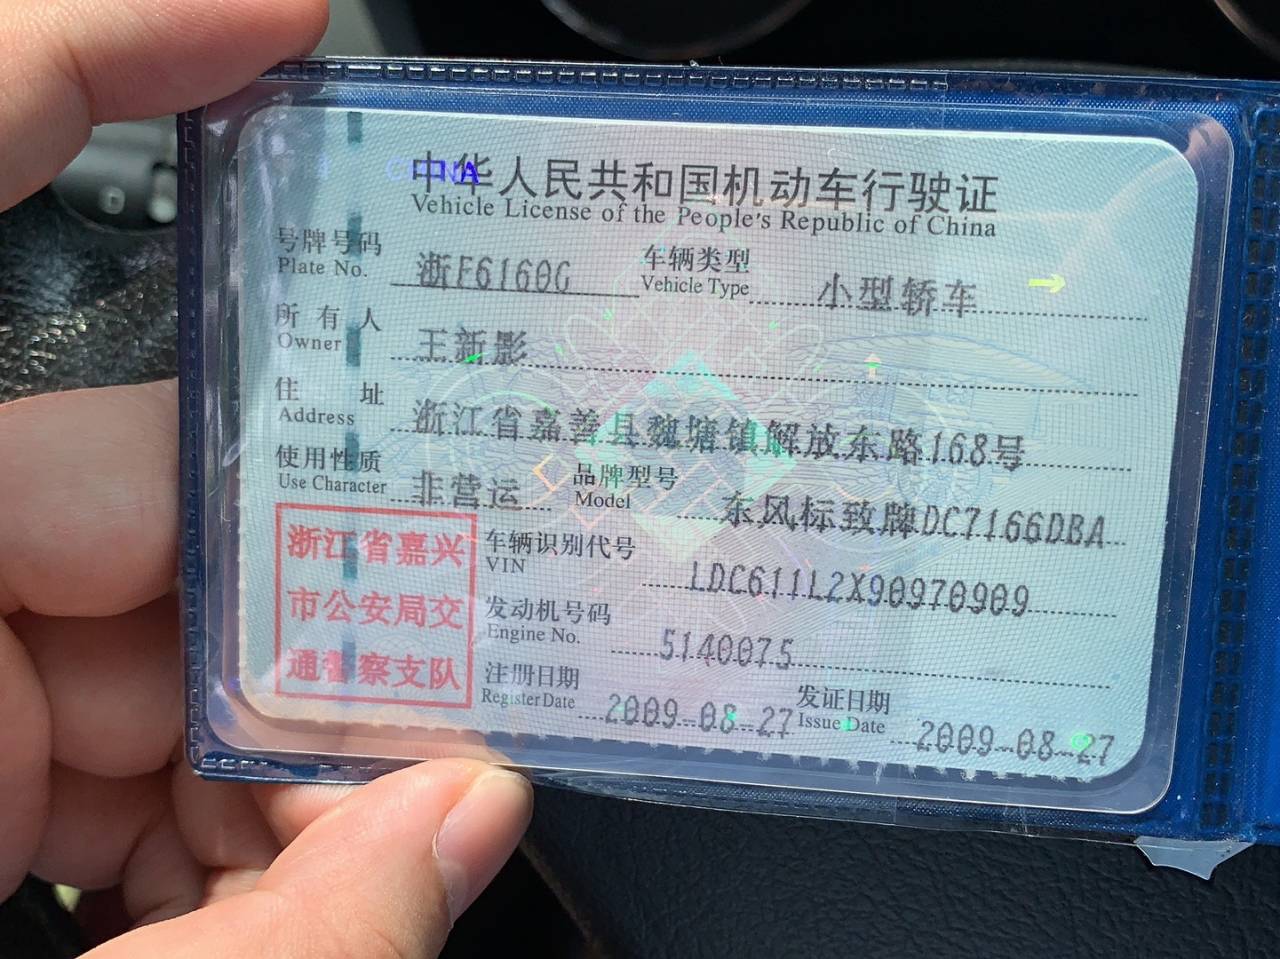 CHINA
中华人民共和国机动车行驶证
Vehicle License of the People's Republic of China
号牌号码 浙F6160G 车辆类型 小型轿车
Plate No. Vehicle Type
所有人 王新影
Owner
住址 浙江省嘉善县魏塘镇解放东路168号
Address
使用性质 非营运 品牌型号 东风标致牌DC7166DBA
Use Character Model
浙江省嘉兴
市公安局交
通警察支队
车辆识别代号 LDC611L2X90970909
VIN
发动机号码 5140075
Engine No.
注册日期 2009-08-27 发证日期 2009-08-27
Register Date Issue Date